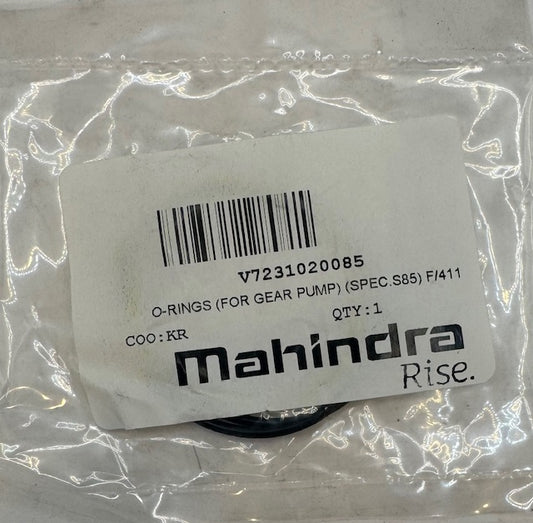 V7231020085
O-RINGS (FOR GEAR PUMP) (SPEC.S85) F/411
COO:KR QTY:1
mahindra
Rise.